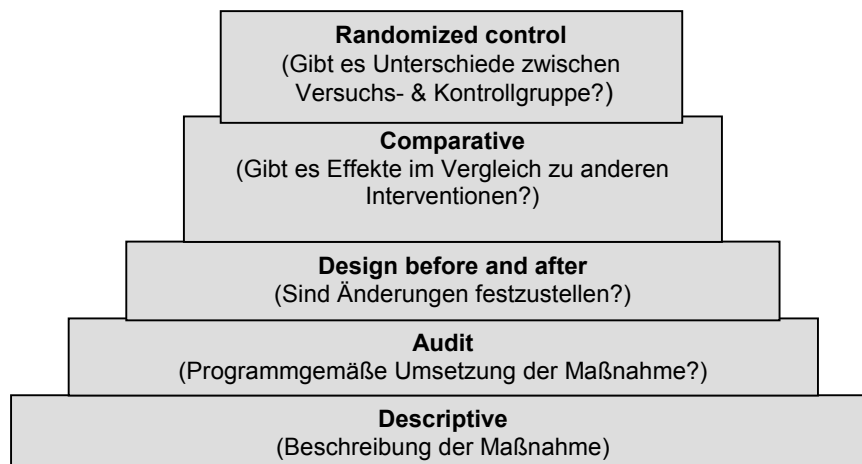 Randomized control
(Gibt es Unterschiede zwischen
Versuchs- & Kontrollgruppe?)
Comparative
(Gibt es Effekte im Vergleich zu anderen
Interventionen?)
Design before and after
(Sind Änderungen festzustellen?)
Audit
(Programmgemäße Umsetzung der Maßnahme?)
Descriptive
(Beschreibung der Maßnahme)